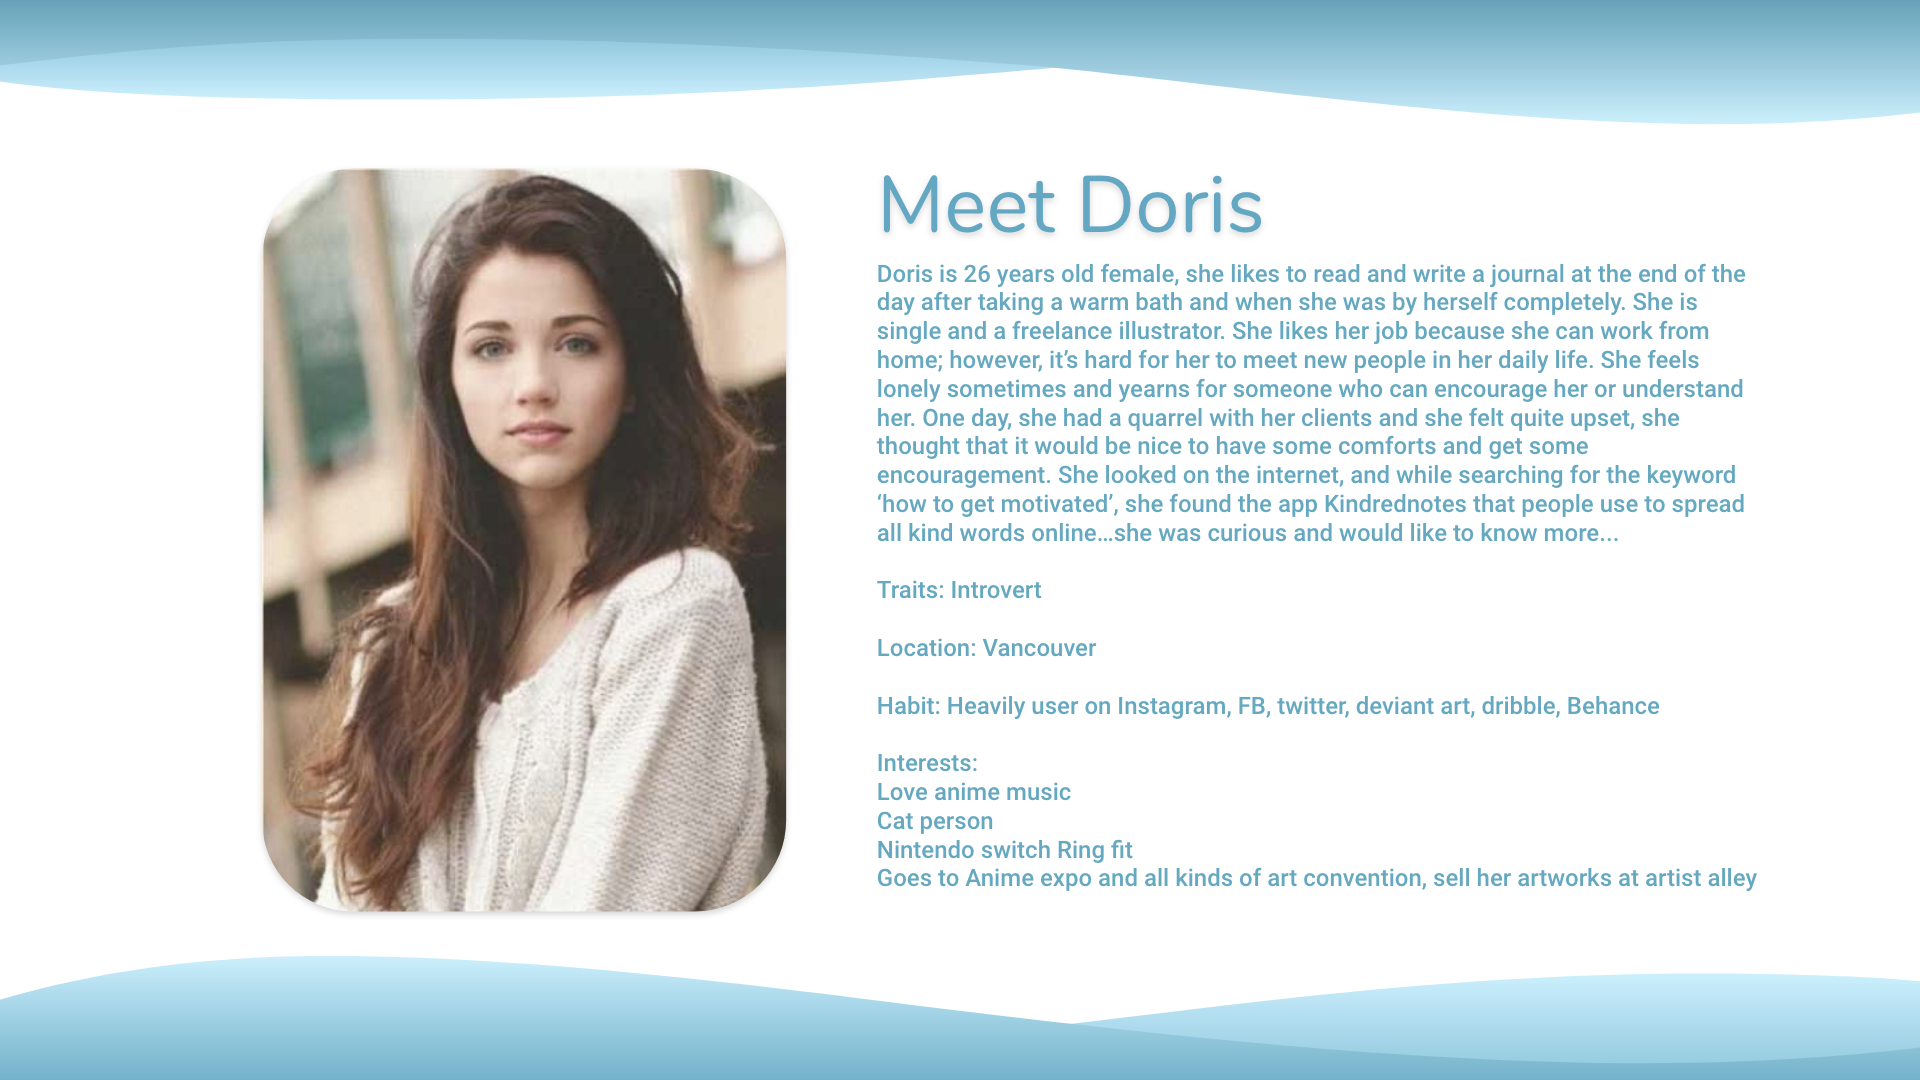 Meet Doris
Doris is 26 years old female, she likes to read and write a journal at the end of the
day after taking a warm bath and when she was by herself completely. She is
single and a freelance illustrator. She likes her job because she can work from
home; however, it’s hard for her to meet new people in her daily life. She feels
lonely sometimes and yearns for someone who can encourage her or understand
her. One day, she had a quarrel with her clients and she felt quite upset, she
thought that it would be nice to have some comforts and get some
encouragement. She looked on the internet, and while searching for the keyword
‘how to get motivated’, she found the app Kindrednotes that people use to spread
all kind words online...she was curious and would like to know more...
Traits: Introvert
Location: Vancouver
Habit: Heavily user on Instagram, FB, twitter, deviant art, dribble, Behance
Interests:
Love anime music
Cat person
Nintendo switch Ring fit
Goes to Anime expo and all kinds of art convention, sell her artworks at artist alley